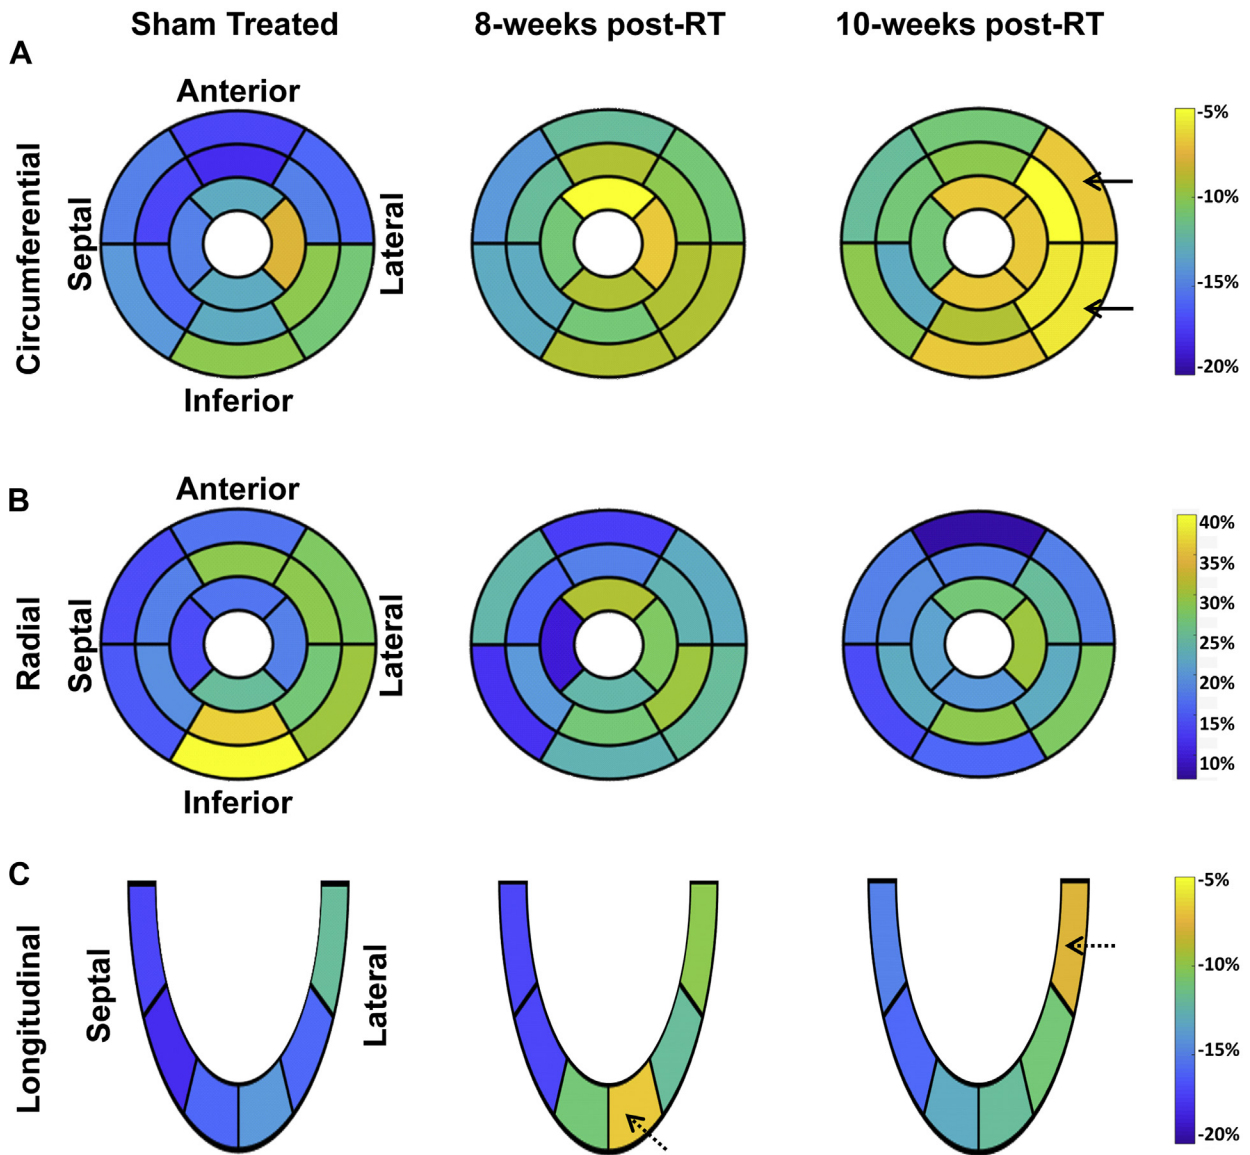 Sham Treated 8-weeks post-RT 10-weeks post-RT
A
Anterior
Circumferential
Septal
Lateral
Inferior
-5%
-10%
-15%
-20%
B
Anterior
Radial
Septal
Lateral
Inferior
40%
35%
30%
25%
20%
15%
10%
C
Longitudinal
Septal
Lateral
-5%
-10%
-15%
-20%